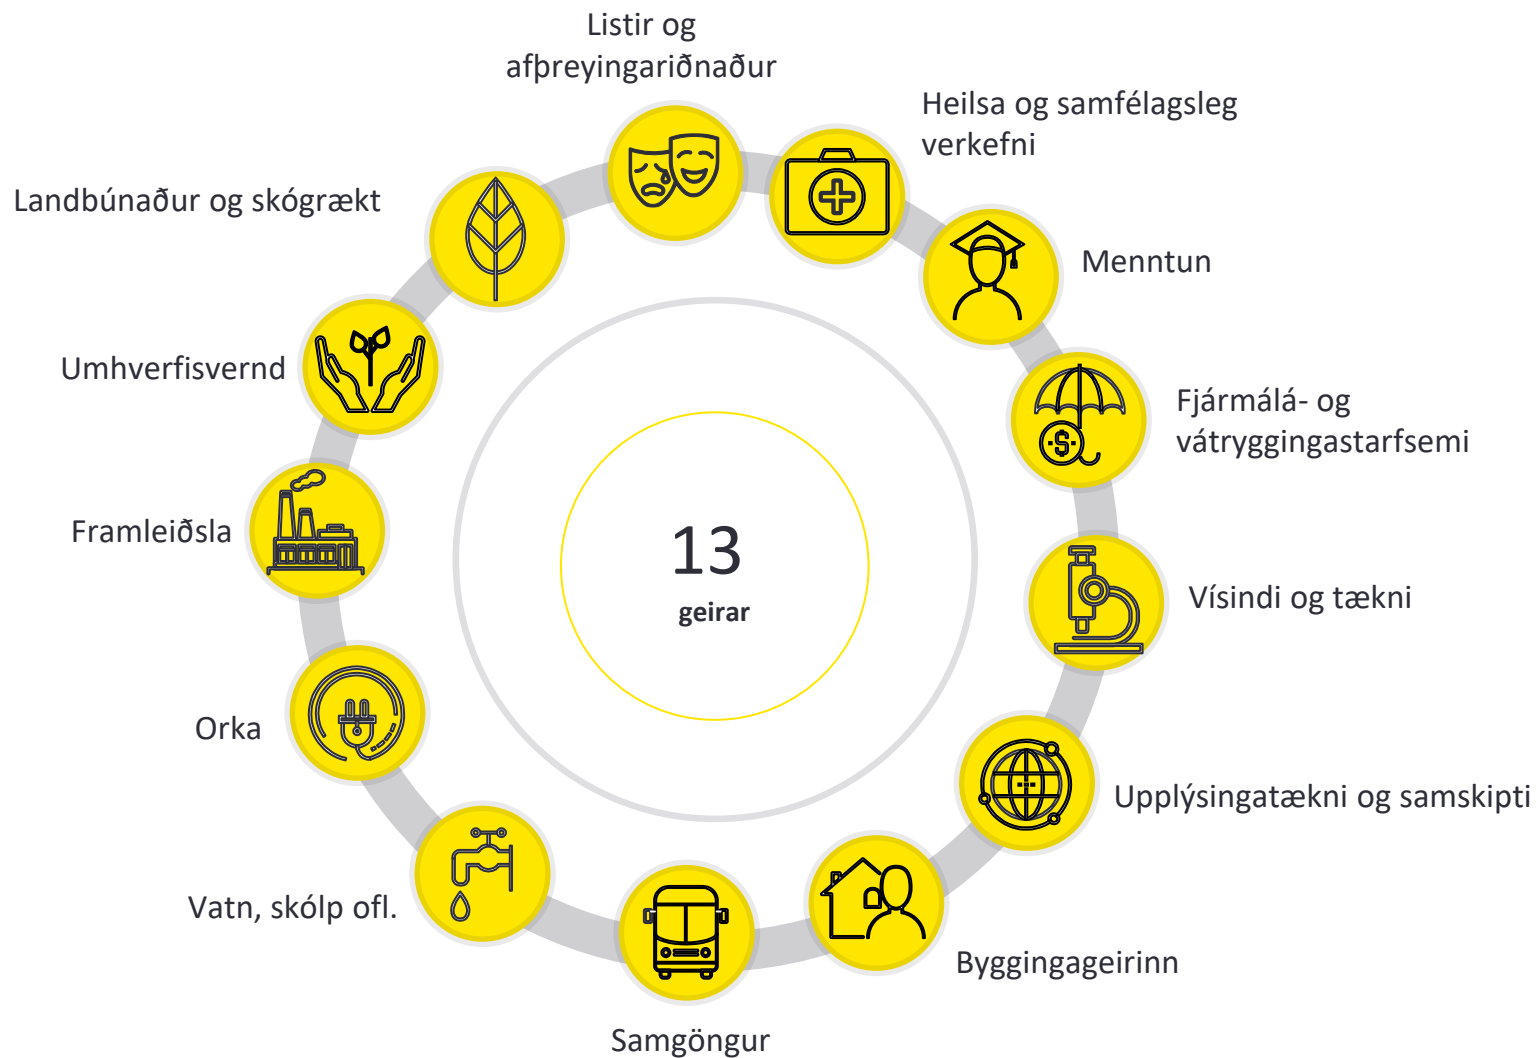 Listir og
afþreyingariðnaður
Heilsa og samfélagsleg
verkefni
Menntun
Fjármálá- og
vátryggingastarfsemi
Vísindi og tækni
Upplýsingatækni og samskipti
Byggingageirinn
Samgöngur
Vatn, skólp ofl.
Orka
Framleiðsla
Umhverfisvernd
Landbúnaður og skógrækt
13
geirar